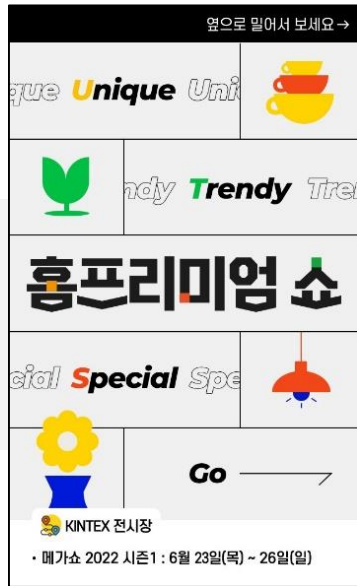 옆으로 밀어서 보세요→
que Unique Uni
ndy Trendy Tre
홈프리미엄 쇼
cial Special Spe
Go
KINTEX 전시장
• 메가쇼 2022 시즌1 : 6월 23일(목) ~ 26일(일)